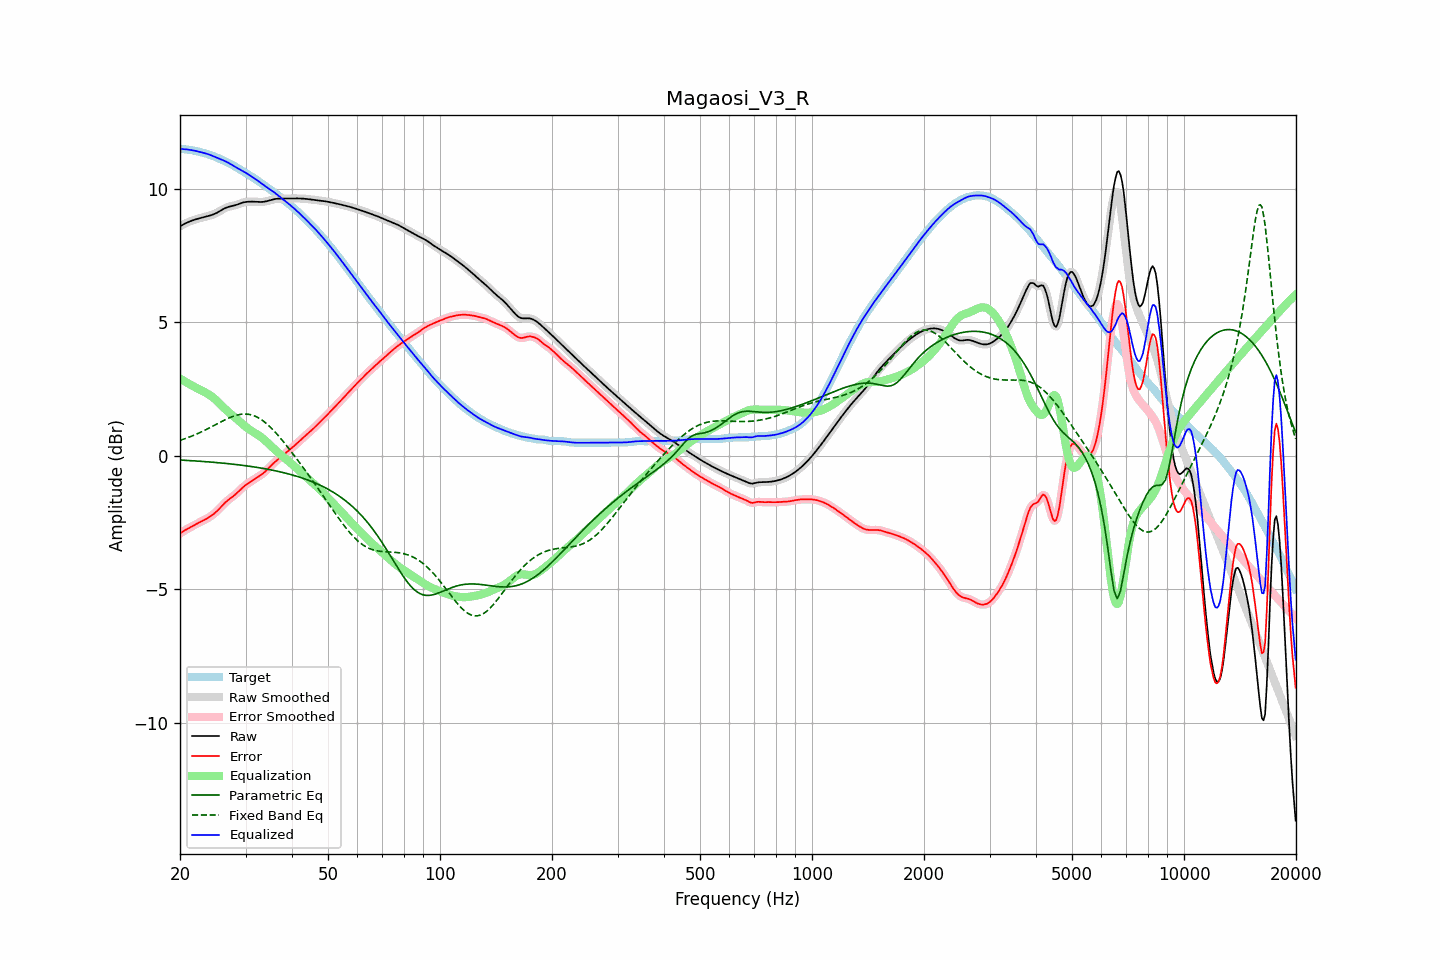 Magaosi_V3_R
Amplitude (dBr)
10
5
0
−5
−10
Target
Raw Smoothed
Error Smoothed
Raw
Error
Equalization
Parametric Eq
Fixed Band Eq
Equalized
20 50 100 200 500 1000 2000 5000 10000 20000
Frequency (Hz)